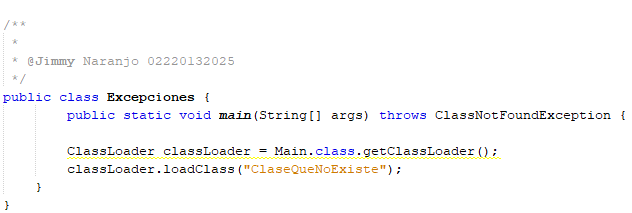 /**
 *
 * @Jimmy Naranjo 02220132025
 */
public class Excepciones {
        public static void main(String[] args) throws ClassNotFoundException {
        ClassLoader classLoader = Main.class.getClassLoader();
        classLoader.loadClass("ClaseQueNoExiste");
    }
}